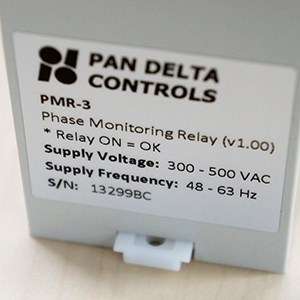 PAN DELTA
CONTROLS
PMR-3
Phase Monitoring Relay (v1.00)
* Relay ON = OK
Supply Voltage: 300 - 500 VAC
Supply Frequency: 48 - 63 Hz
S/N: 13299BC